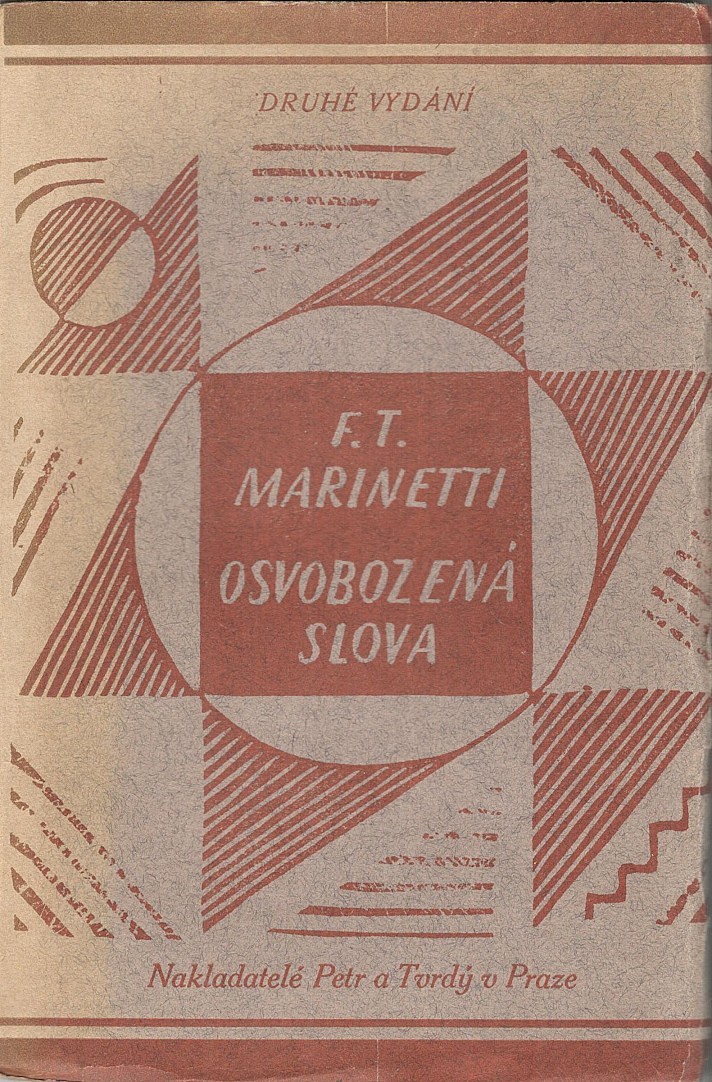 DRUHÉ VYDÁNÍ
F. T.
MARINETTI
OSVOBOZENÁ
SLOVA
Nakladatelé Petr a Tvrdý v Praze